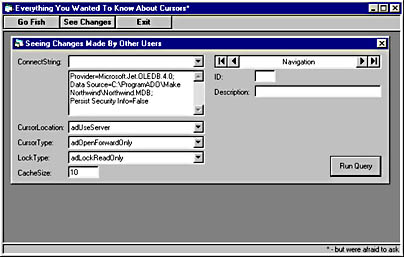 Everything You Wanted To Know About Cursors*
Go Fish See Changes Exit
Seeing Changes Made By Other Users
ConnectString:
Provider=Microsoft.Jet.OLEDB.4.0;
Data Source=C:\ProgramADO\Make
Northwind\Northwind.MDB;
Persist Security Info=False
Navigation
ID:
Description:
CursorLocation: adUseServer
CursorType: adOpenForwardOnly
LockType: adLockReadOnly
CacheSize: 10
Run Query
* - but were afraid to ask